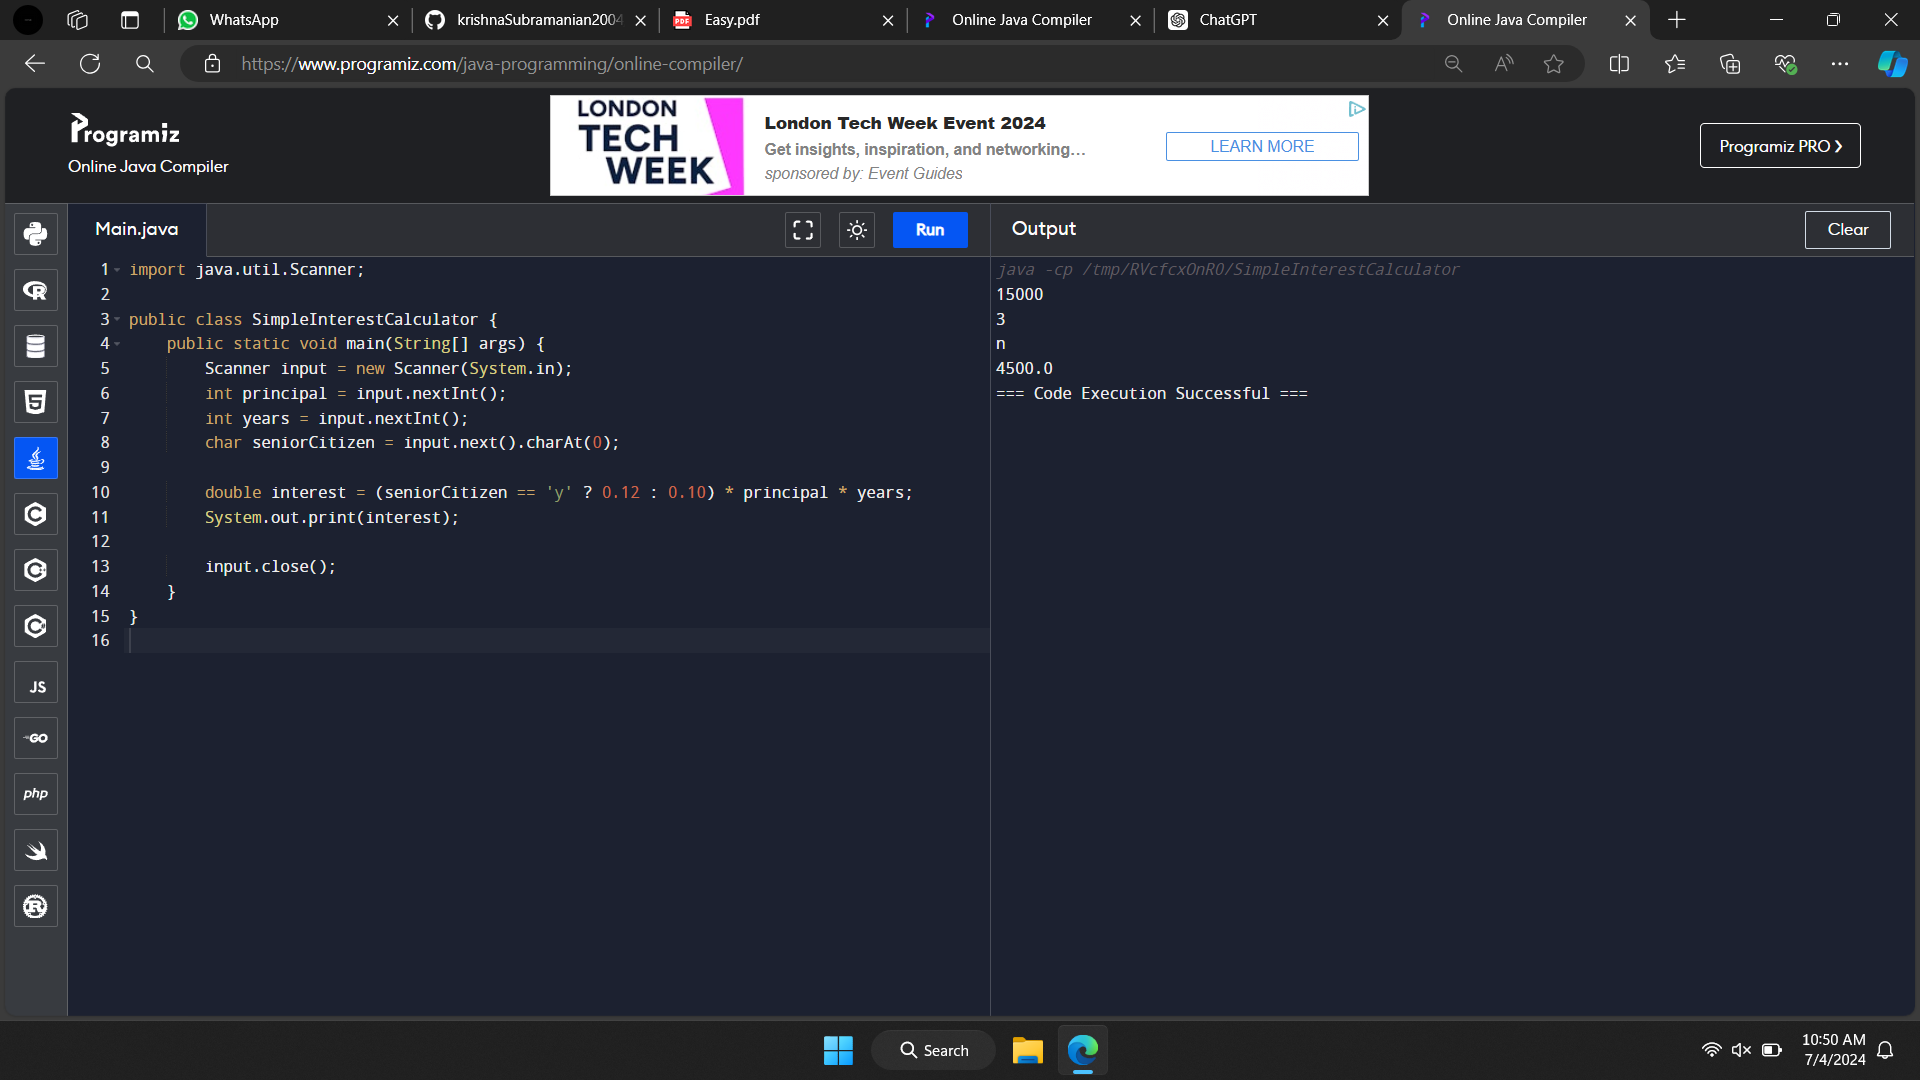 WhatsApp
krishnaSubramanian2004
Easy.pdf
Online Java Compiler
ChatGPT
Online Java Compiler
https://www.programiz.com/java-programming/online-compiler/
Programiz
Online Java Compiler
LONDON
TECH
WEEK
London Tech Week Event 2024
Get insights, inspiration, and networking...
sponsored by: Event Guides
LEARN MORE
Programiz PRO
Main.java
Run
Output
Clear
1 import java.util.Scanner;
2
3 public class SimpleInterestCalculator {
4 public static void main(String[] args) {
5 Scanner input = new Scanner(System.in);
6 int principal = input.nextInt();
7 int years = input.nextInt();
8 char seniorCitizen = input.next().charAt(0);
9
10 double interest = (seniorCitizen == 'y' ? 0.12 : 0.10) * principal * years;
11 System.out.print(interest);
12
13 input.close();
14 }
15 }
16
java -cp /tmp/RVcfcxOnR0/SimpleInterestCalculator
15000
3
n
4500.0
=== Code Execution Successful ===
JS
GO
php
Search
10:50 AM
7/4/2024